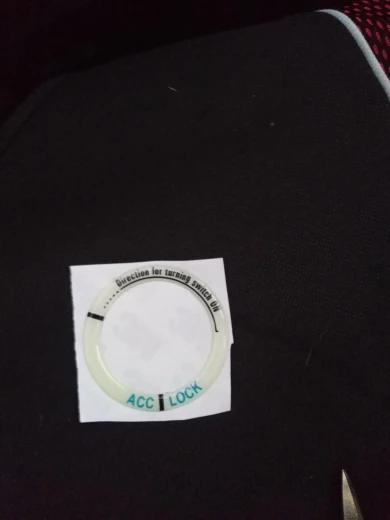 Direction for turning switch ON
ACC LOCK